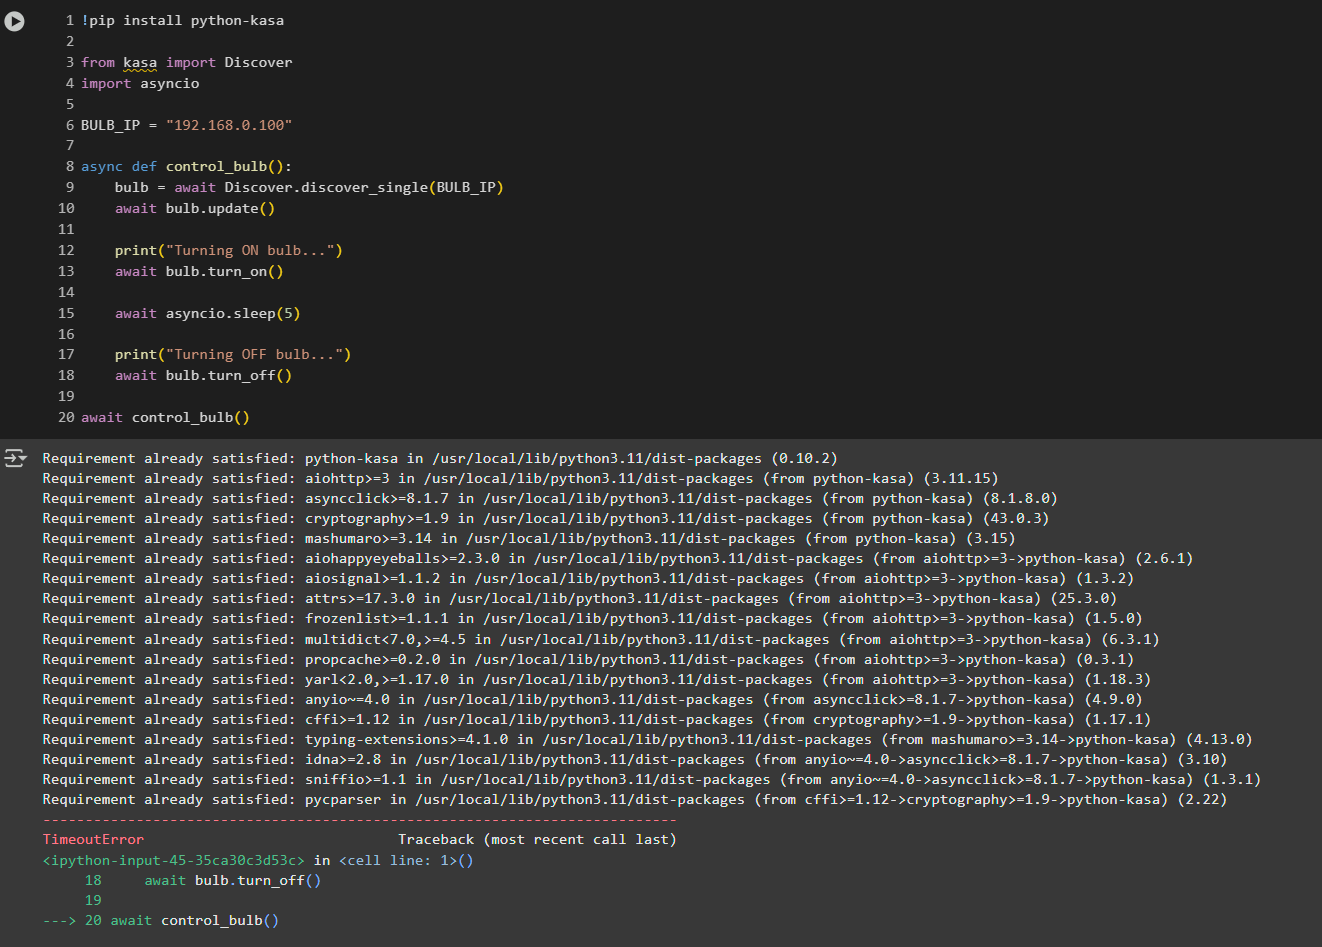 1 !pip install python-kasa
2
3 from kasa import Discover
4 import asyncio
5
6 BULB_IP = "192.168.0.100"
7
8 async def control_bulb():
9     bulb = await Discover.discover_single(BULB_IP)
10     await bulb.update()
11
12     print("Turning ON bulb...")
13     await bulb.turn_on()
14
15     await asyncio.sleep(5)
16
17     print("Turning OFF bulb...")
18     await bulb.turn_off()
19
20 await control_bulb()
Requirement already satisfied: python-kasa in /usr/local/lib/python3.11/dist-packages (0.10.2)
Requirement already satisfied: aiohttp>=3 in /usr/local/lib/python3.11/dist-packages (from python-kasa) (3.11.15)
Requirement already satisfied: asyncclick>=8.1.7 in /usr/local/lib/python3.11/dist-packages (from python-kasa) (8.1.8.0)
Requirement already satisfied: cryptography>=1.9 in /usr/local/lib/python3.11/dist-packages (from python-kasa) (43.0.3)
Requirement already satisfied: mashumaro>=3.14 in /usr/local/lib/python3.11/dist-packages (from python-kasa) (3.15)
Requirement already satisfied: aiohappyeyeballs>=2.3.0 in /usr/local/lib/python3.11/dist-packages (from aiohttp>=3->python-kasa) (2.6.1)
Requirement already satisfied: aiosignal>=1.1.2 in /usr/local/lib/python3.11/dist-packages (from aiohttp>=3->python-kasa) (1.3.2)
Requirement already satisfied: attrs>=17.3.0 in /usr/local/lib/python3.11/dist-packages (from aiohttp>=3->python-kasa) (25.3.0)
Requirement already satisfied: frozenlist>=1.1.1 in /usr/local/lib/python3.11/dist-packages (from aiohttp>=3->python-kasa) (1.5.0)
Requirement already satisfied: multidict<7.0,>=4.5 in /usr/local/lib/python3.11/dist-packages (from aiohttp>=3->python-kasa) (6.3.1)
Requirement already satisfied: propcache>=0.2.0 in /usr/local/lib/python3.11/dist-packages (from aiohttp>=3->python-kasa) (0.3.1)
Requirement already satisfied: yarl<2.0,>=1.17.0 in /usr/local/lib/python3.11/dist-packages (from aiohttp>=3->python-kasa) (1.18.3)
Requirement already satisfied: anyio~=4.0 in /usr/local/lib/python3.11/dist-packages (from asyncclick>=8.1.7->python-kasa) (4.9.0)
Requirement already satisfied: cffi>=1.12 in /usr/local/lib/python3.11/dist-packages (from cryptography>=1.9->python-kasa) (1.17.1)
Requirement already satisfied: typing-extensions>=4.1.0 in /usr/local/lib/python3.11/dist-packages (from mashumaro>=3.14->python-kasa) (4.13.0)
Requirement already satisfied: idna>=2.8 in /usr/local/lib/python3.11/dist-packages (from anyio~=4.0->asyncclick>=8.1.7->python-kasa) (3.10)
Requirement already satisfied: sniffio>=1.1 in /usr/local/lib/python3.11/dist-packages (from anyio~=4.0->asyncclick>=8.1.7->python-kasa) (1.3.1)
Requirement already satisfied: pycparser in /usr/local/lib/python3.11/dist-packages (from cffi>=1.12->cryptography>=1.9->python-kasa) (2.22)
---------------------------------------------------------------------------
TimeoutError                              Traceback (most recent call last)
<ipython-input-45-35ca30c3d53c> in <cell line: 1>()
     18     await bulb.turn_off()
     19
---> 20 await control_bulb()